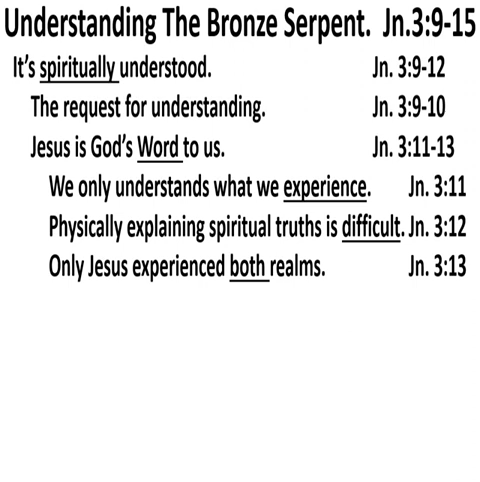 Understanding The Bronze Serpent. Jn.3:9-15
It's spiritually understood. Jn. 3:9-12
The request for understanding. Jn. 3:9-10
Jesus is God's Word to us. Jn. 3:11-13
We only understands what we experience. Jn. 3:11
Physically explaining spiritual truths is difficult. Jn. 3:12
Only Jesus experienced both realms. Jn. 3:13